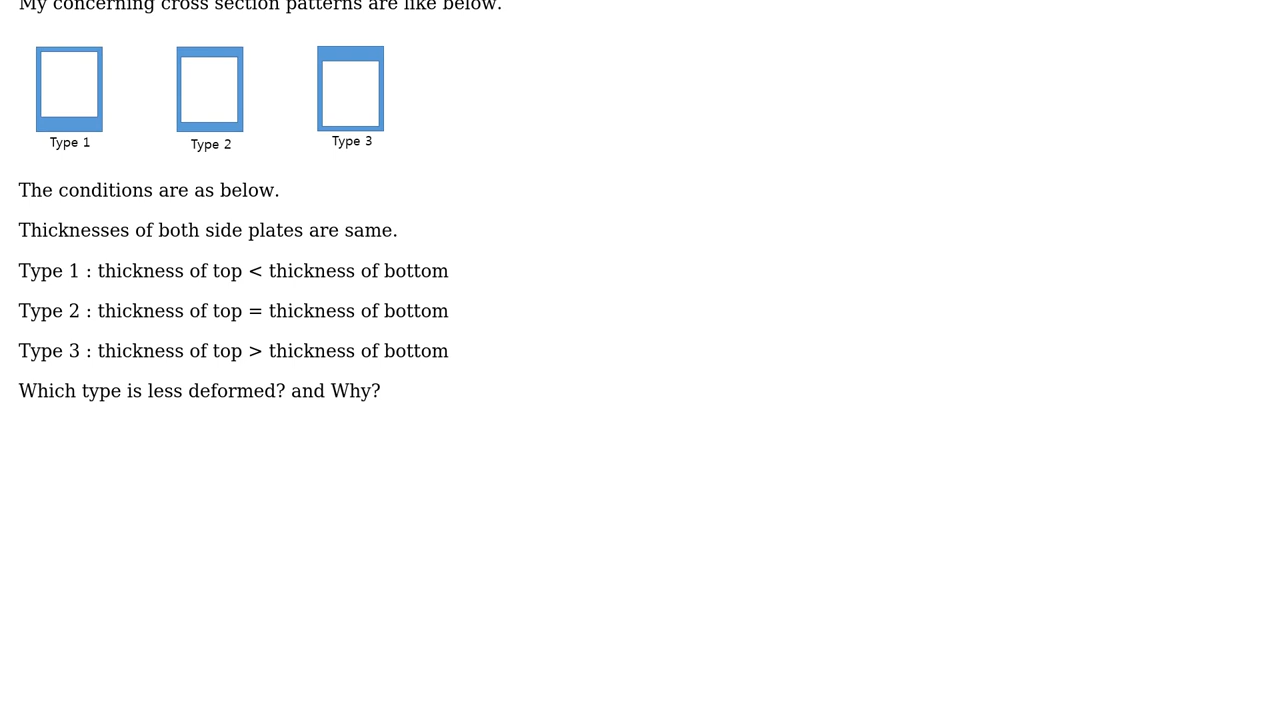 My concerning cross section patterns are like below.
Type 1
Type 2
Type 3
The conditions are as below.
Thicknesses of both side plates are same.
Type 1 : thickness of top < thickness of bottom
Type 2 : thickness of top = thickness of bottom
Type 3 : thickness of top > thickness of bottom
Which type is less deformed? and Why?